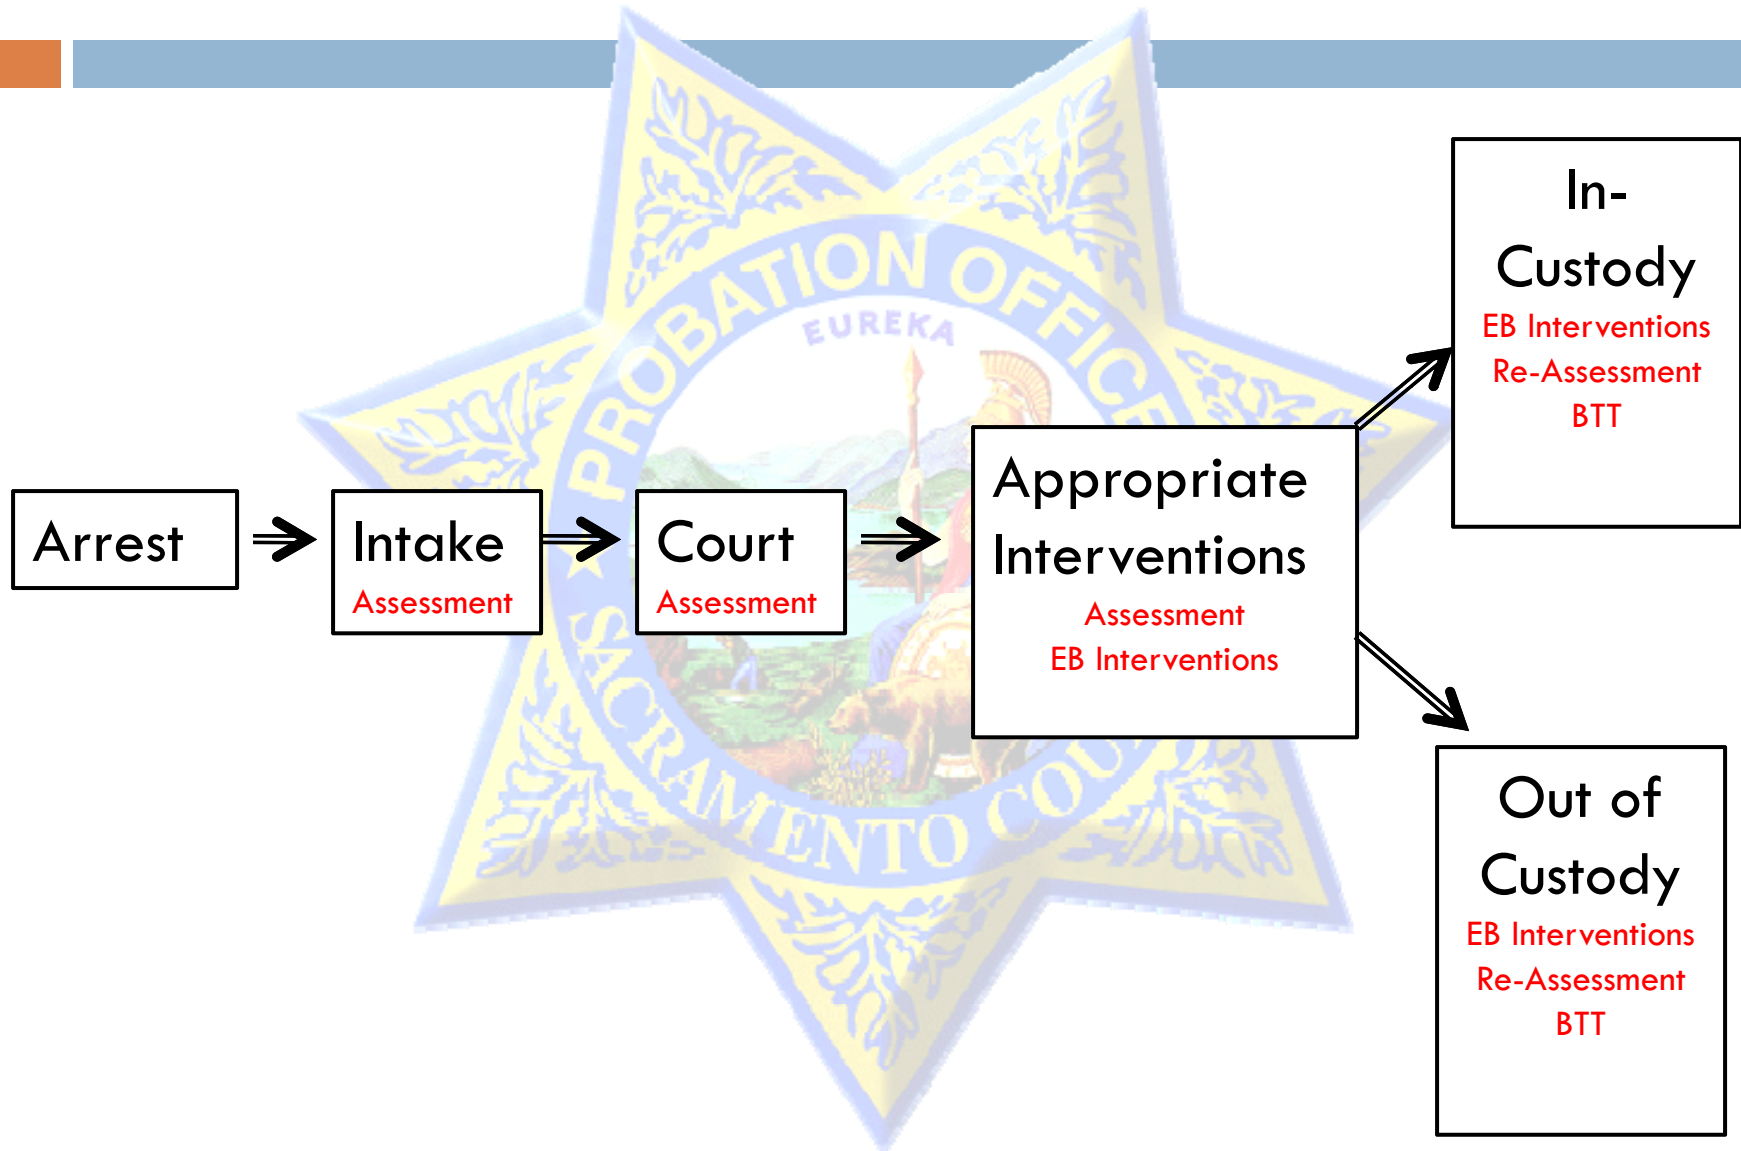 Arrest
Intake
Assessment
Court
Assessment
Appropriate
Interventions
Assessment
EB Interventions
In-
Custody
EB Interventions
Re-Assessment
BTT
Out of
Custody
EB Interventions
Re-Assessment
BTT
PROBATION OFFICE
EUREKA
SACRAMENTO COU